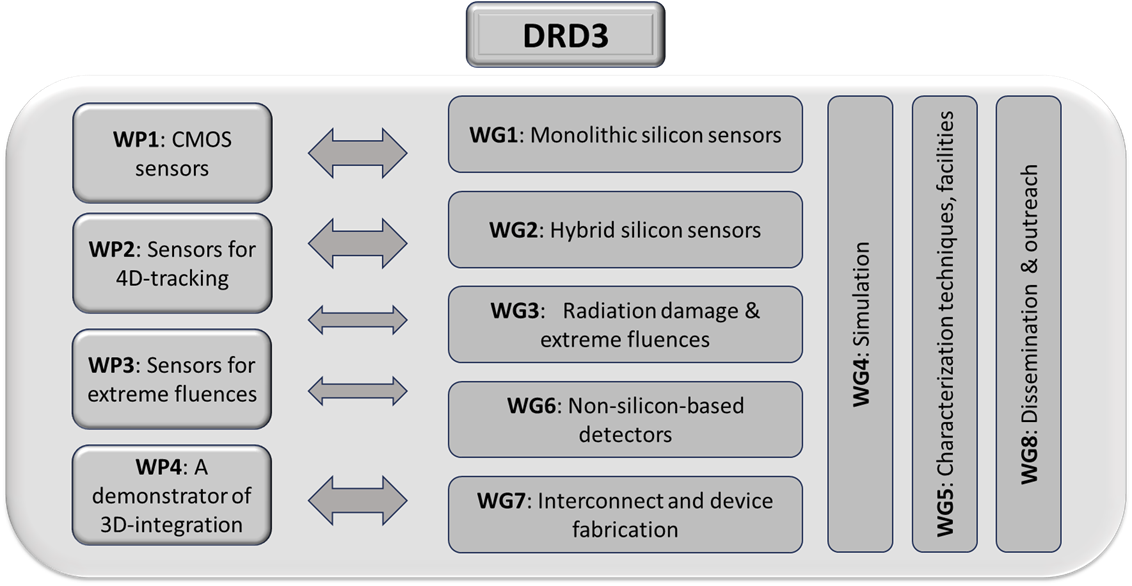 DRD3
WP1: CMOS
sensors
WP2: Sensors for
4D-tracking
WP3: Sensors for
extreme fluences
WP4: A
demonstrator of
3D-integration
WG1: Monolithic silicon sensors
WG2: Hybrid silicon sensors
WG3: Radiation damage &
extreme fluences
WG6: Non-silicon-based
detectors
WG7: Interconnect and device
fabrication
WG4: Simulation
WG5: Characterization techniques, facilities
WG8: Dissemination & outreach